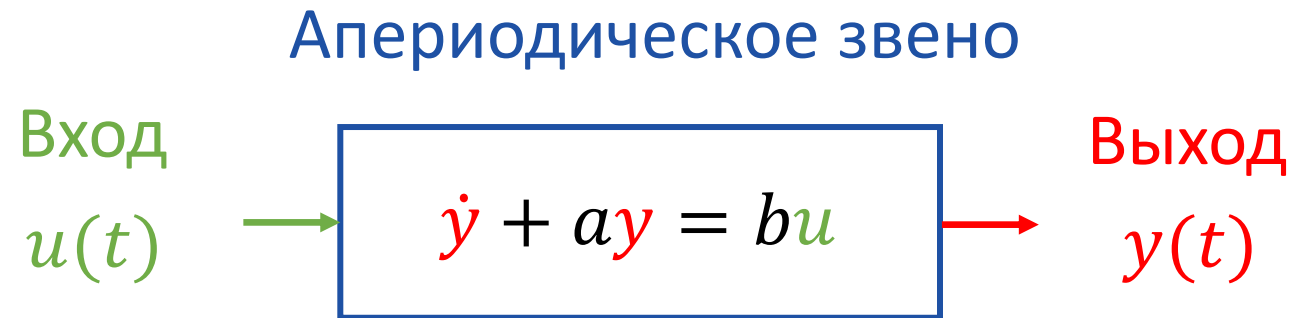 Апериодическое звено
Вход
u(t)
ẏ + ay = bu
Выход
y(t)